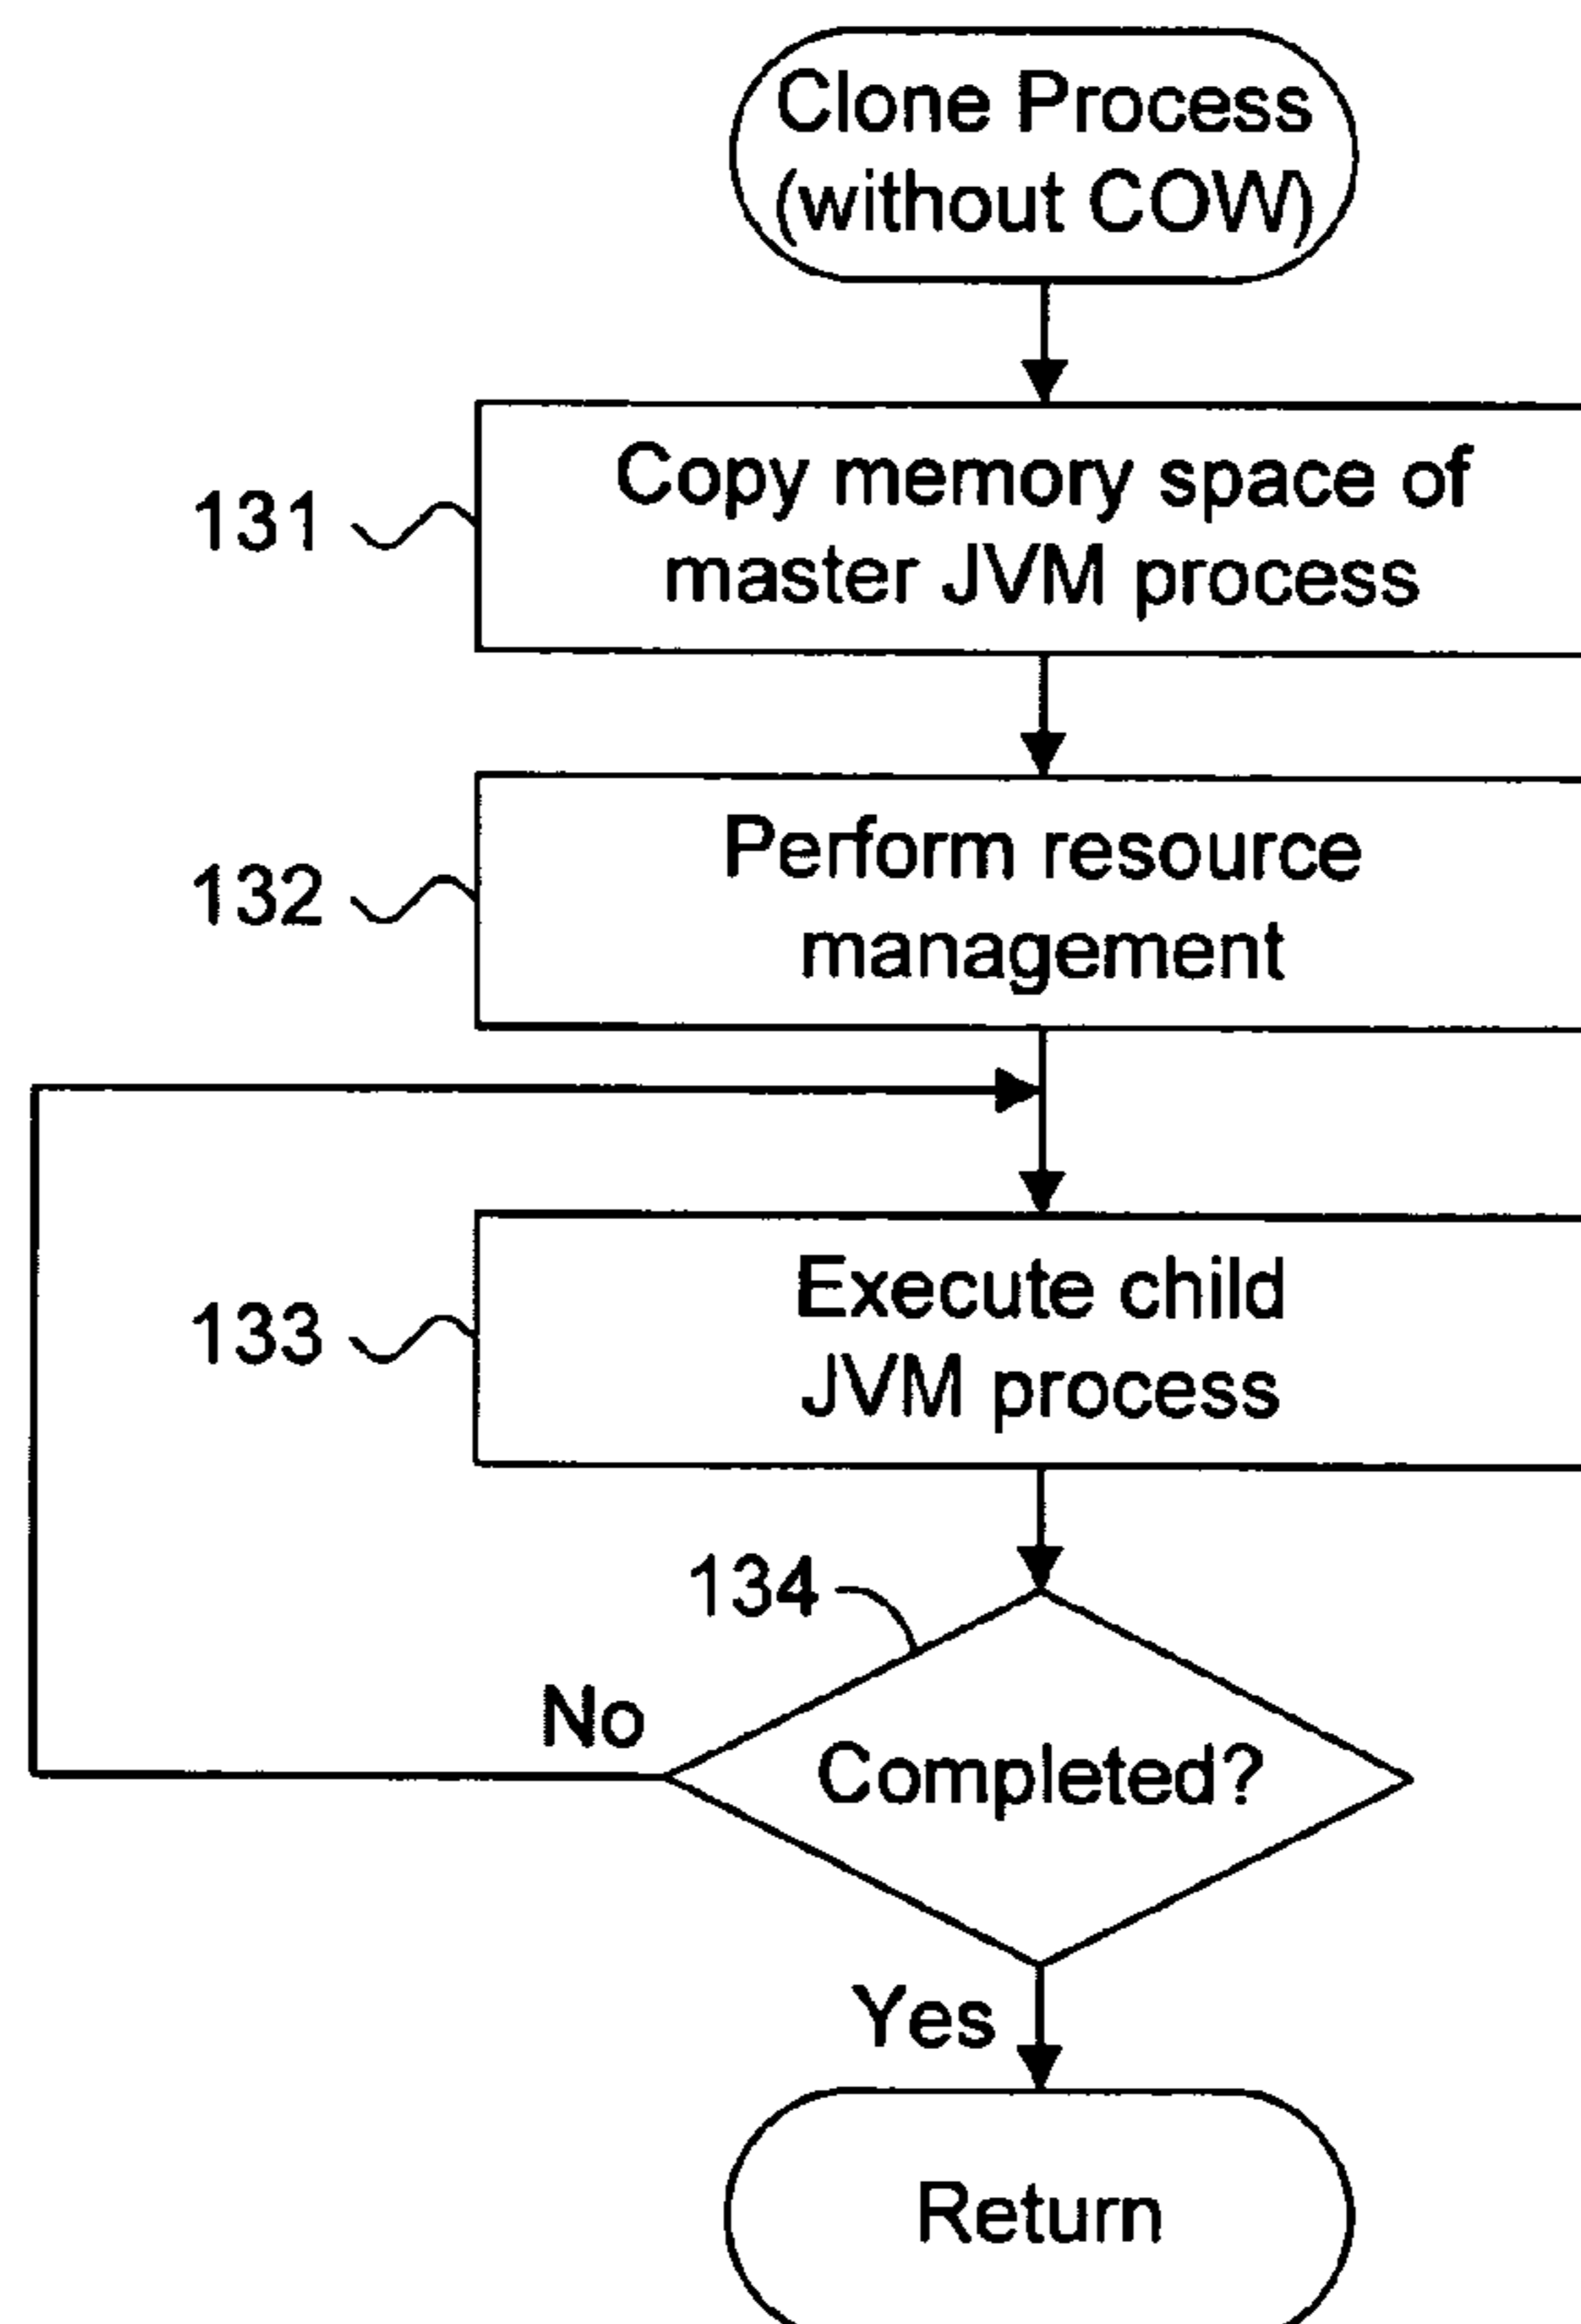 Clone Process
(without COW)
131
Copy memory space of
master JVM process
132
Perform resource
management
133
Execute child
JVM process
134
No
Completed?
Yes
Return